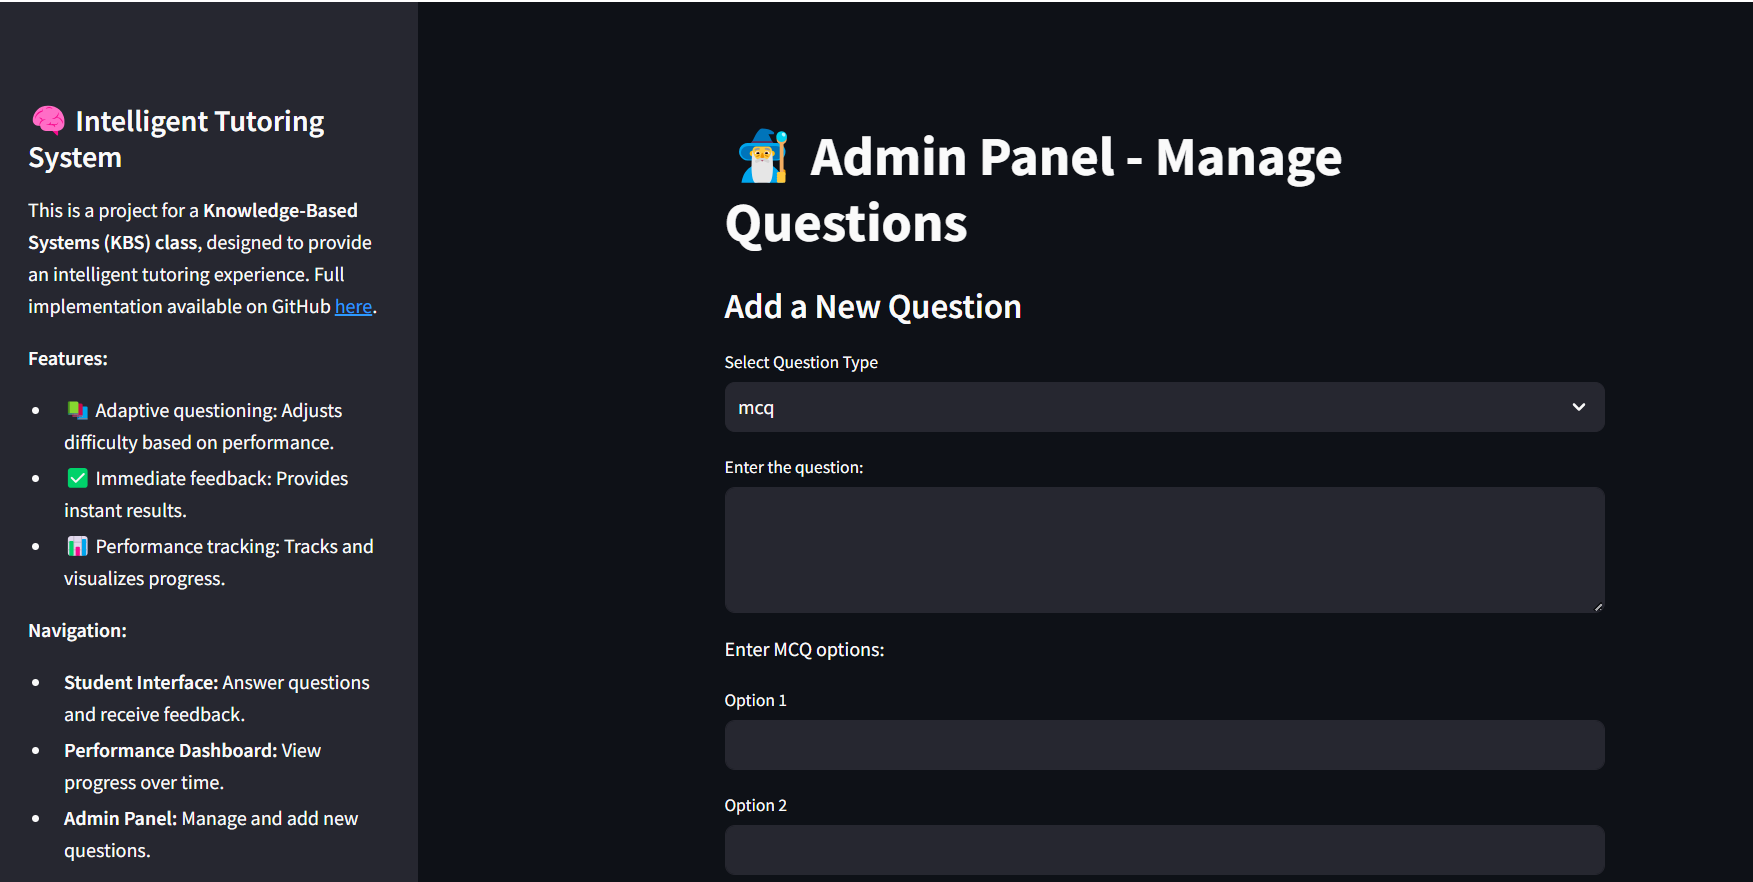 🧠 Intelligent Tutoring
System
This is a project for a Knowledge-Based
Systems (KBS) class, designed to provide
an intelligent tutoring experience. Full
implementation available on GitHub here.
Features:
• 📚 Adaptive questioning: Adjusts
difficulty based on performance.
• ✅ Immediate feedback: Provides
instant results.
• 📊 Performance tracking: Tracks and
visualizes progress.
Navigation:
• Student Interface: Answer questions
and receive feedback.
• Performance Dashboard: View
progress over time.
• Admin Panel: Manage and add new
questions.
🧙‍♂️ Admin Panel - Manage
Questions
Add a New Question
Select Question Type
mcq
Enter the question:
Enter MCQ options:
Option 1
Option 2